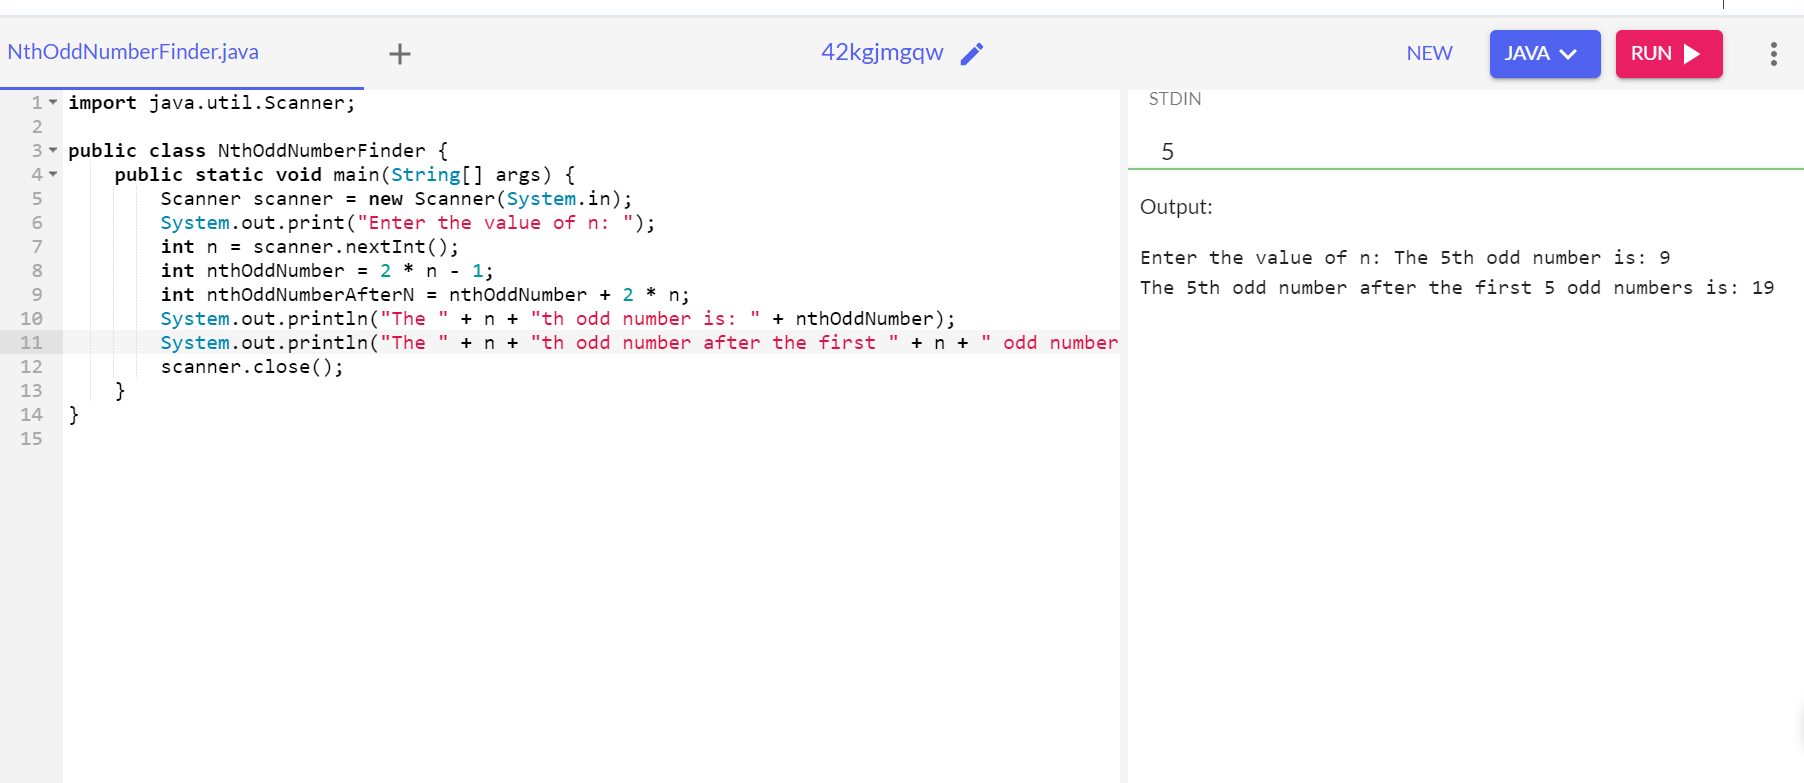 NthOddNumberFinder.java + 42kgjmgqw NEW JAVA RUN
1 import java.util.Scanner;
2
3 public class NthOddNumberFinder {
4     public static void main(String[] args) {
5         Scanner scanner = new Scanner(System.in);
6         System.out.print("Enter the value of n: ");
7         int n = scanner.nextInt();
8         int nthOddNumber = 2 * n - 1;
9         int nthOddNumberAfterN = nthOddNumber + 2 * n;
10         System.out.println("The " + n + "th odd number is: " + nthOddNumber);
11         System.out.println("The " + n + "th odd number after the first " + n + " odd number
12         scanner.close();
13     }
14 }
15
STDIN
5
Output:
Enter the value of n: The 5th odd number is: 9
The 5th odd number after the first 5 odd numbers is: 19